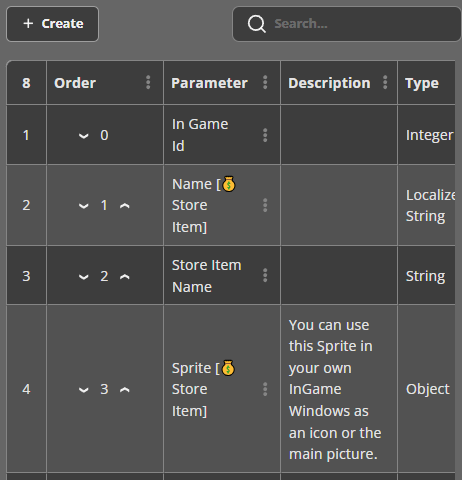 + Create
Search...
8 Order Parameter Description Type
1 0 In Game Id Integer
2 1 Name [💰 Store Item] Localize String
3 2 Store Item Name String
4 3 Sprite [💰 Store Item] You can use this Sprite in your own InGame Windows as an icon or the main picture. Object